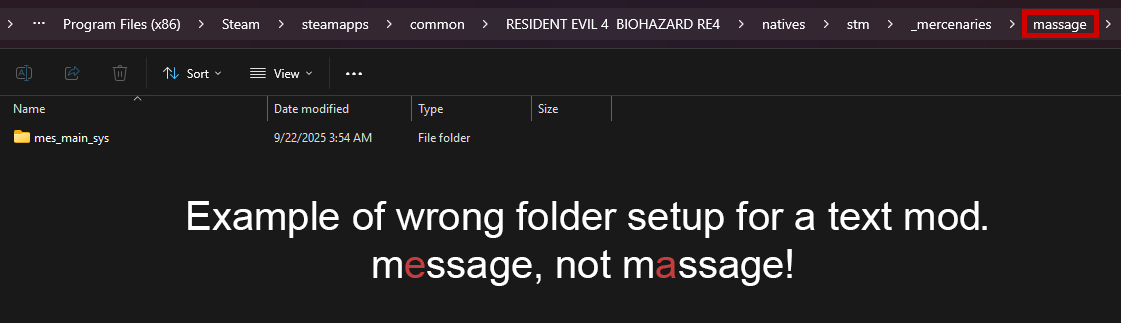 Program Files (x86) Steam steamapps common RESIDENT EVIL 4  BIOHAZARD RE4 natives stm _mercenaries massage
Sort View
Name Date modified Type Size
mes_main_sys 9/22/2025 3:54 AM File folder
Example of wrong folder setup for a text mod.
message, not massage!